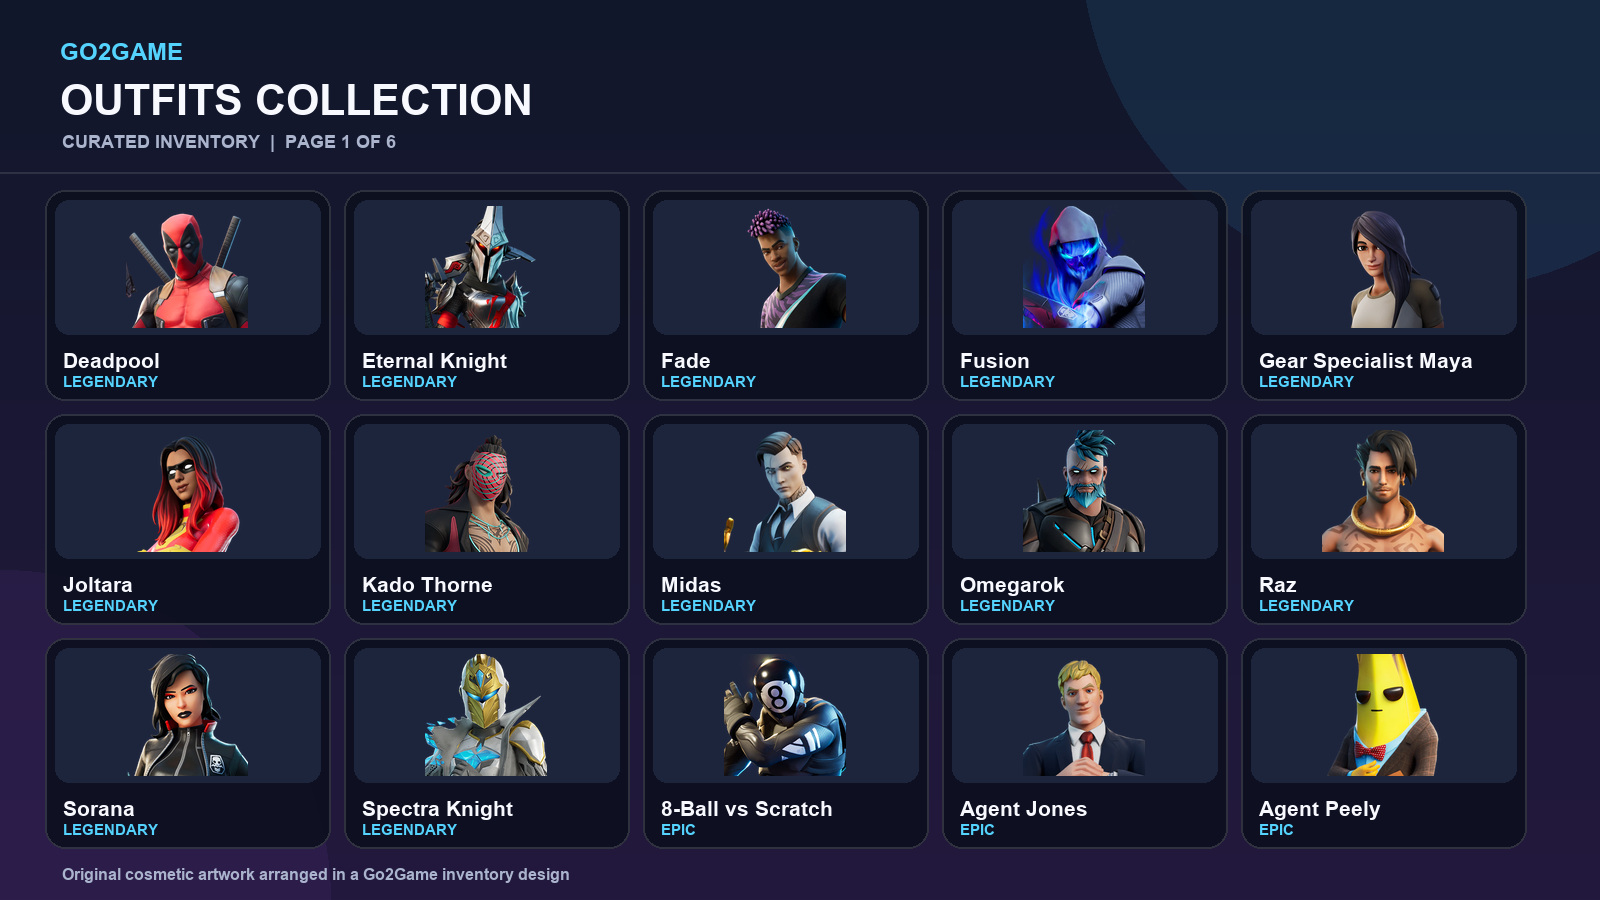 GO2GAME
OUTFITS COLLECTION
CURATED INVENTORY | PAGE 1 OF 6
Deadpool
LEGENDARY
Eternal Knight
LEGENDARY
Fade
LEGENDARY
Fusion
LEGENDARY
Gear Specialist Maya
LEGENDARY
Joltara
LEGENDARY
Kado Thorne
LEGENDARY
Midas
LEGENDARY
Omegarok
LEGENDARY
Raz
LEGENDARY
Sorana
LEGENDARY
Spectra Knight
LEGENDARY
8
8-Ball vs Scratch
EPIC
Agent Jones
EPIC
Agent Peely
EPIC
Original cosmetic artwork arranged in a Go2Game inventory design